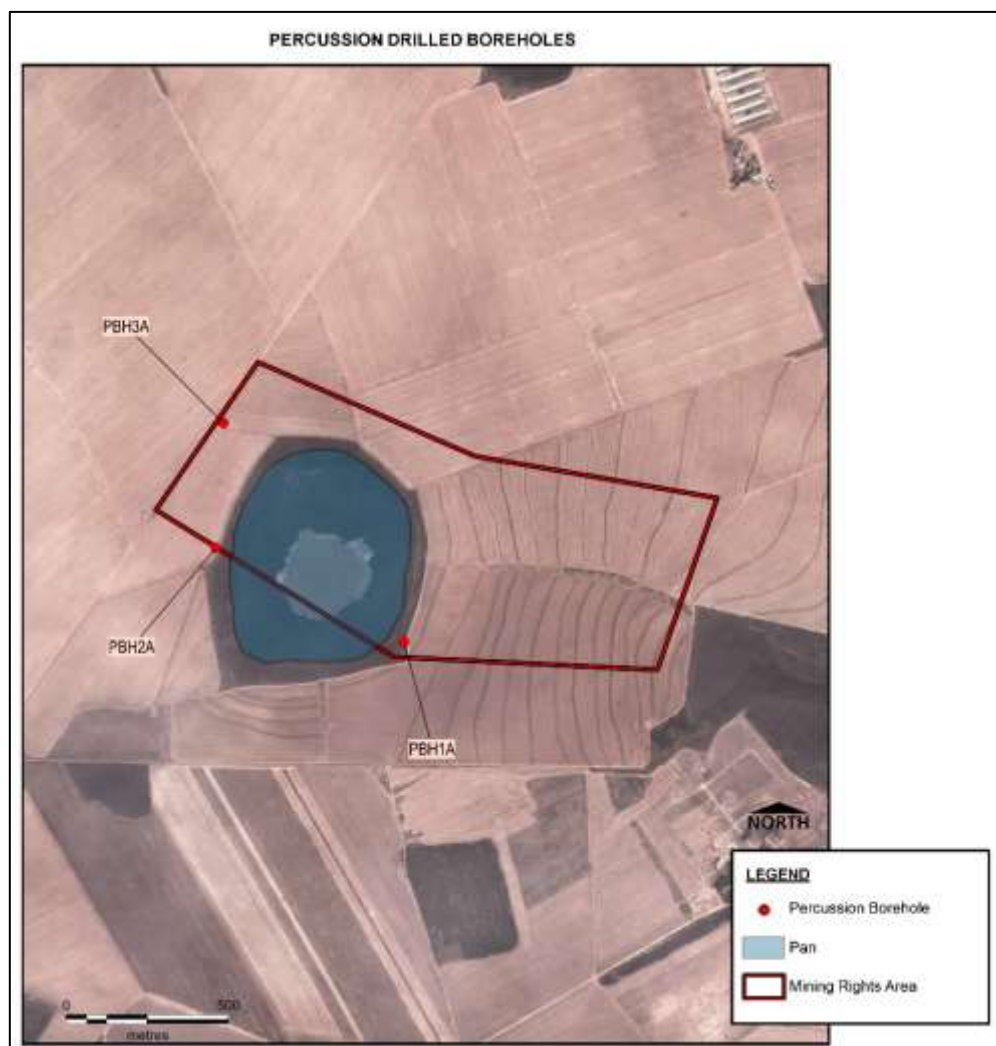 PERCUSSION DRILLED BOREHOLES
PBH3A
PBH2A
PBH1A
NORTH
LEGEND
Percussion Borehole
Pan
Mining Rights Area
0 500
metres